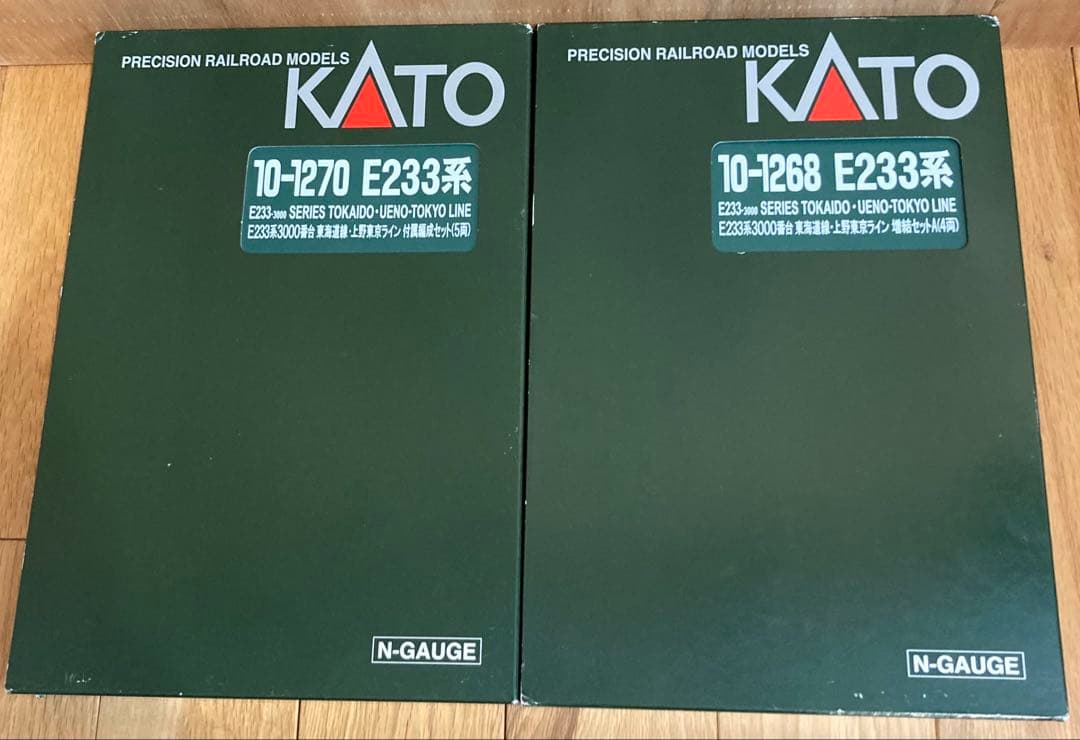 PRECISION RAILROAD MODELS
KATO
10-1270 E233系
E233-3000 SERIES TOKAIDO・UENO-TOKYO LINE
E233系3000番台 東海道線・上野東京ライン 付属編成セット(5両)
N-GAUGE
PRECISION RAILROAD MODELS
KATO
10-1268 E233系
E233-3000 SERIES TOKAIDO・UENO-TOKYO LINE
E233系3000番台 東海道線・上野東京ライン 増結セットA(4両)
N-GAUGE